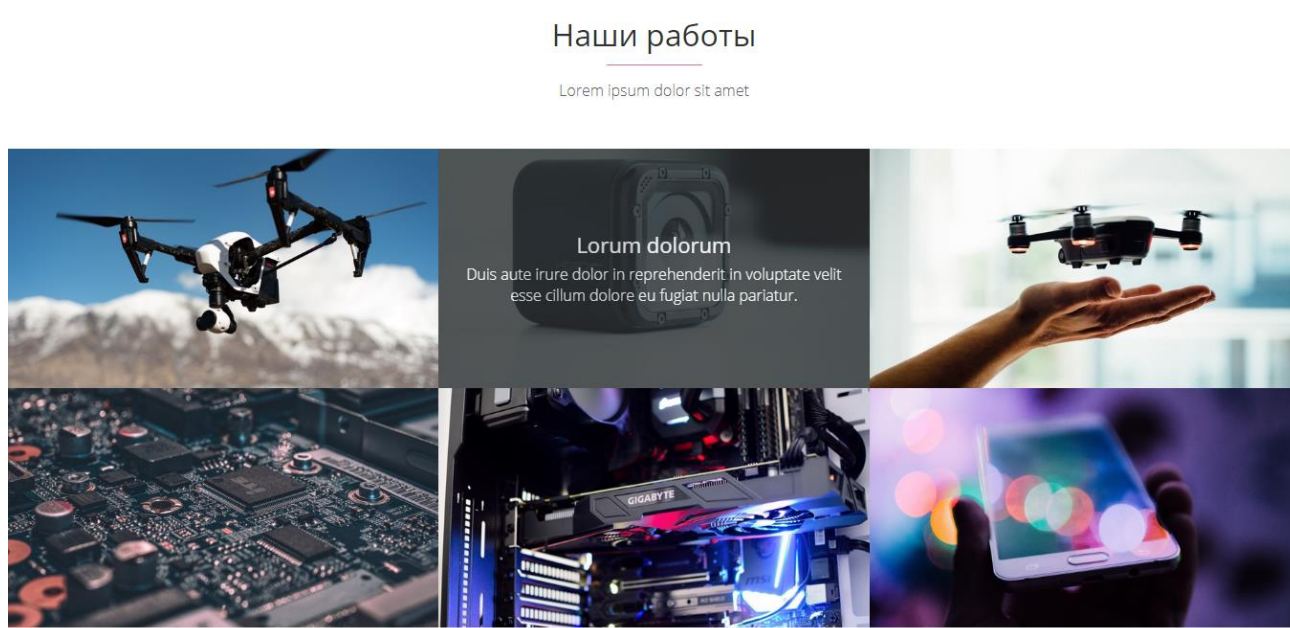 Наши работы
Lorem ipsum dolor sit amet
Lorum dolorum
Duis aute irure dolor in reprehenderit in voluptate velit
esse cillum dolore eu fugiat nulla pariatur.
GIGABYTE
msi